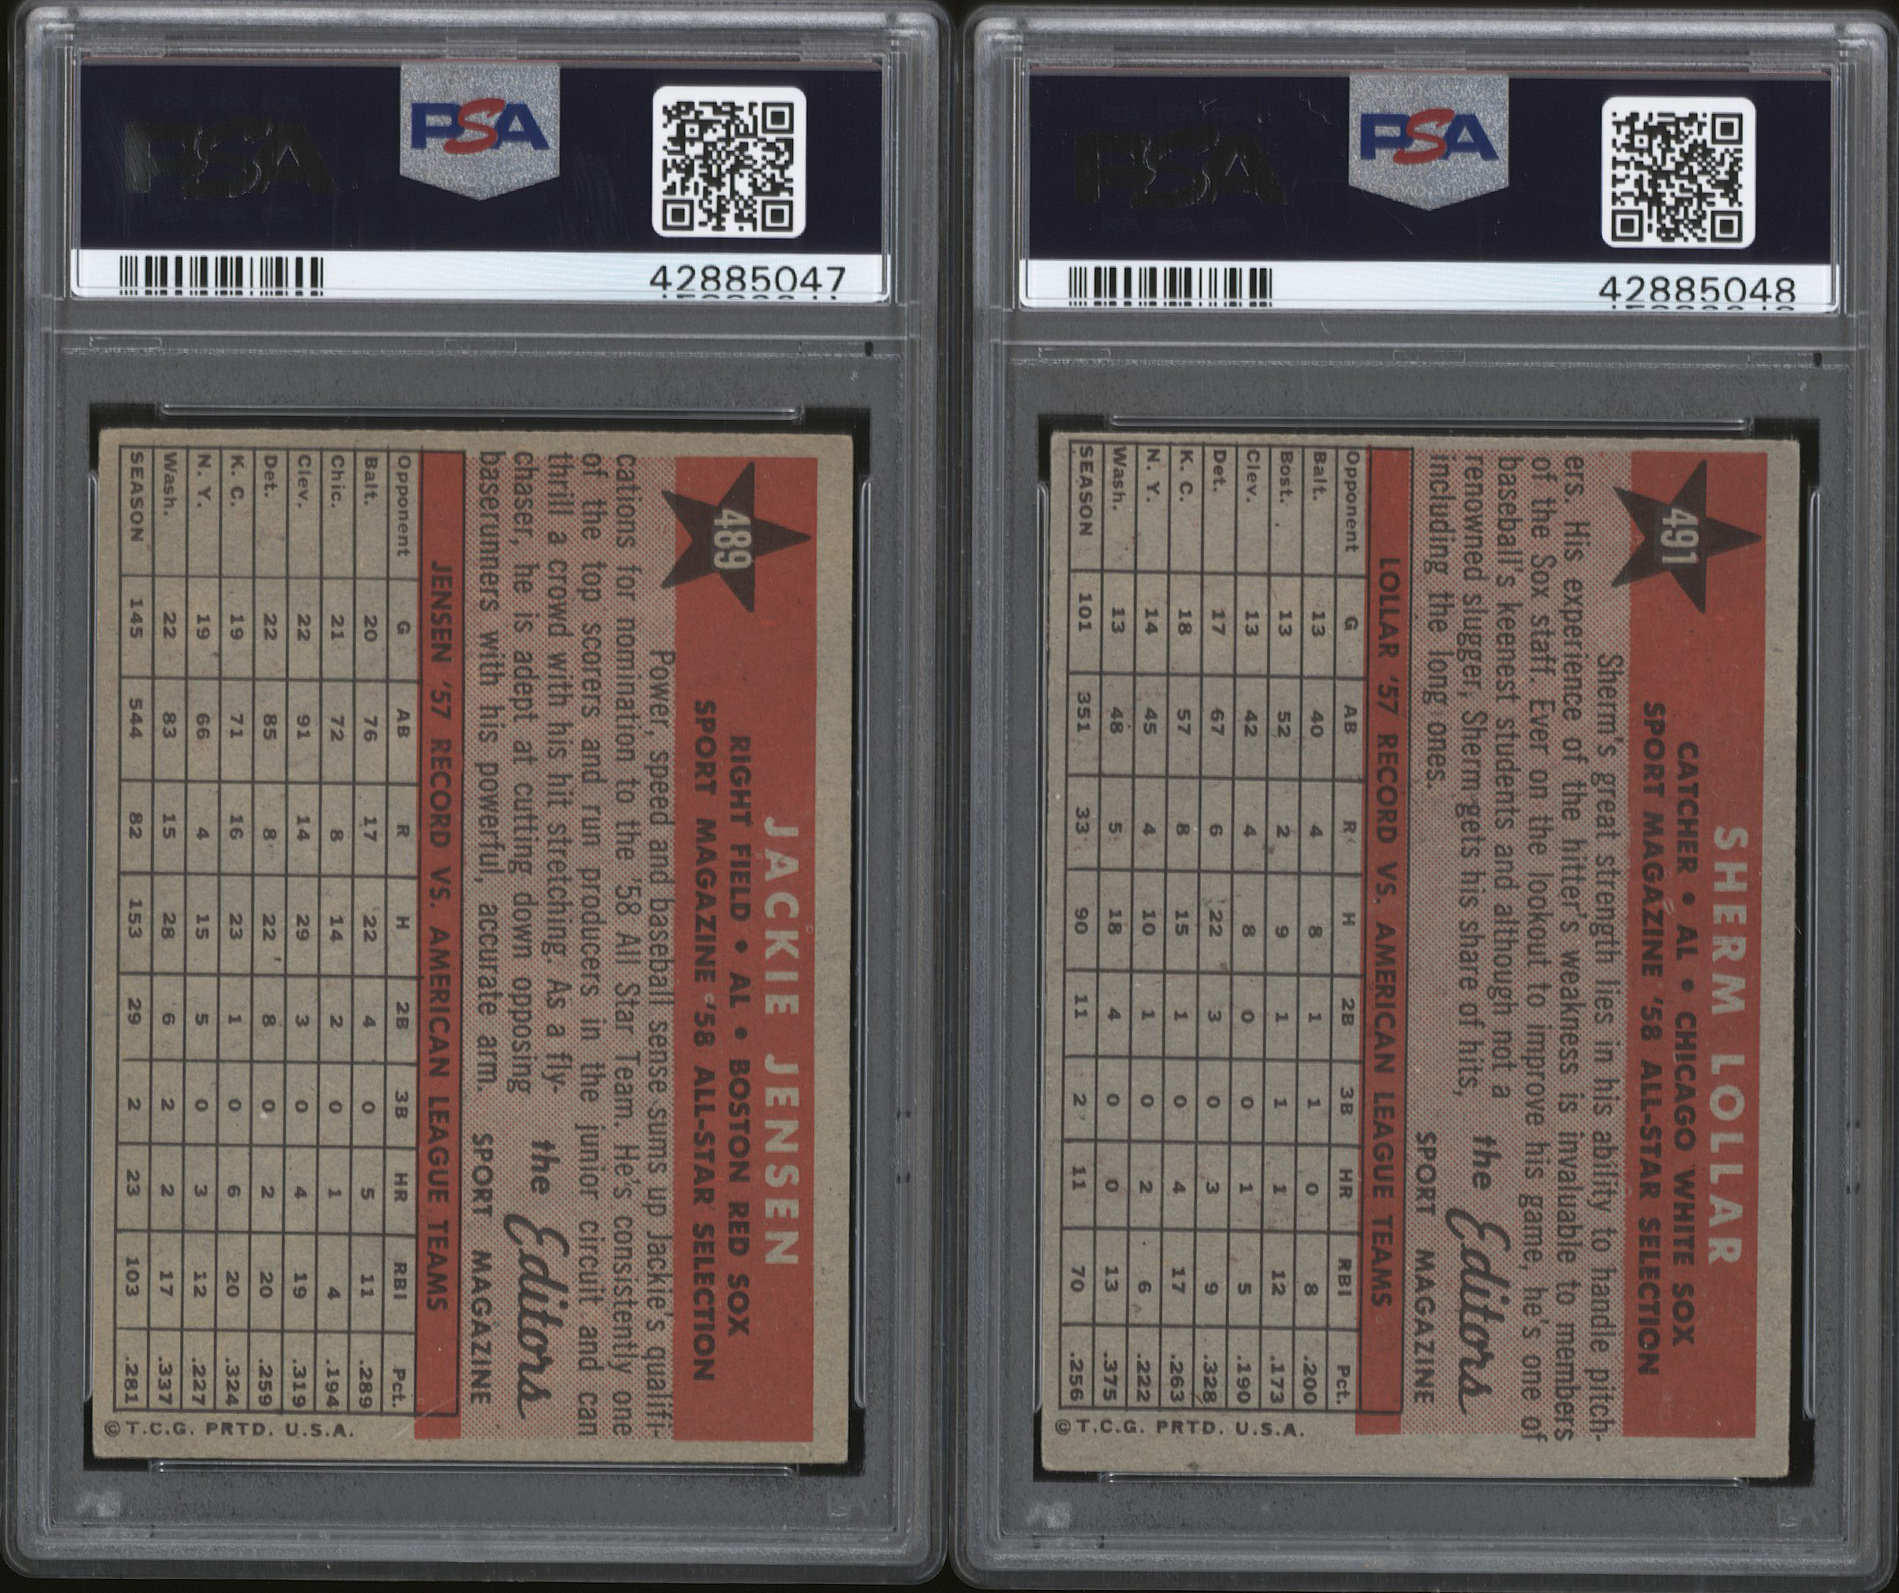 PSA
42885047
489
JACKIE JENSEN
RIGHT FIELD • AL • BOSTON RED SOX
SPORT MAGAZINE '58 ALL-STAR SELECTION
Power, speed and baseball sense sums up Jackie's qualifi-
cations for nomination to the '58 All Star Team. He's consistently one
of the top scorers and run producers in the junior circuit and can
thrill a crowd with his hit stretching. As a fly-
chaser, he is adept at cutting down opposing
baserunners with his powerful, accurate arm.
the Editors
SPORT MAGAZINE
JENSEN '57 RECORD VS. AMERICAN LEAGUE TEAMS
Opponent G AB R H 2B 3B HR RBI Pct.
Balt. 20 76 17 22 4 0 5 11 .289
Chic. 21 72 8 14 2 0 1 4 .194
Clev. 22 91 14 29 3 0 4 19 .319
Det. 22 85 8 22 8 0 2 20 .259
K. C. 19 71 16 23 1 0 6 20 .324
N. Y. 19 66 4 15 5 0 3 12 .227
Wash. 22 83 15 28 6 2 2 17 .337
SEASON 145 544 82 153 29 2 23 103 .281
© T.C.G. PRTD. U.S.A.
PSA
42885048
491
SHERM LOLLAR
CATCHER • AL • CHICAGO WHITE SOX
SPORT MAGAZINE '58 ALL-STAR SELECTION
Sherm's great strength lies in his ability to handle pitch-
ers. His experience of the hitter's weakness is invaluable to members
of the Sox staff. Ever on the lookout to improve his game, he's one of
baseball's keenest students and although not a
renowned slugger, Sherm gets his share of hits,
including the long ones.
the Editors
SPORT MAGAZINE
LOLLAR '57 RECORD VS. AMERICAN LEAGUE TEAMS
Opponent G AB R H 2B 3B HR RBI Pct.
Balt. 13 40 4 8 1 1 0 8 .200
Bost. 13 52 2 9 1 1 1 12 .173
Clev. 13 42 4 8 0 0 1 5 .190
Det. 17 67 6 22 3 0 3 9 .328
K. C. 18 57 8 15 1 0 4 17 .263
N. Y. 14 45 4 10 1 0 2 6 .222
Wash. 13 48 5 18 4 0 0 13 .375
SEASON 101 351 33 90 11 2 11 70 .256
© T.C.G. PRTD. U.S.A.